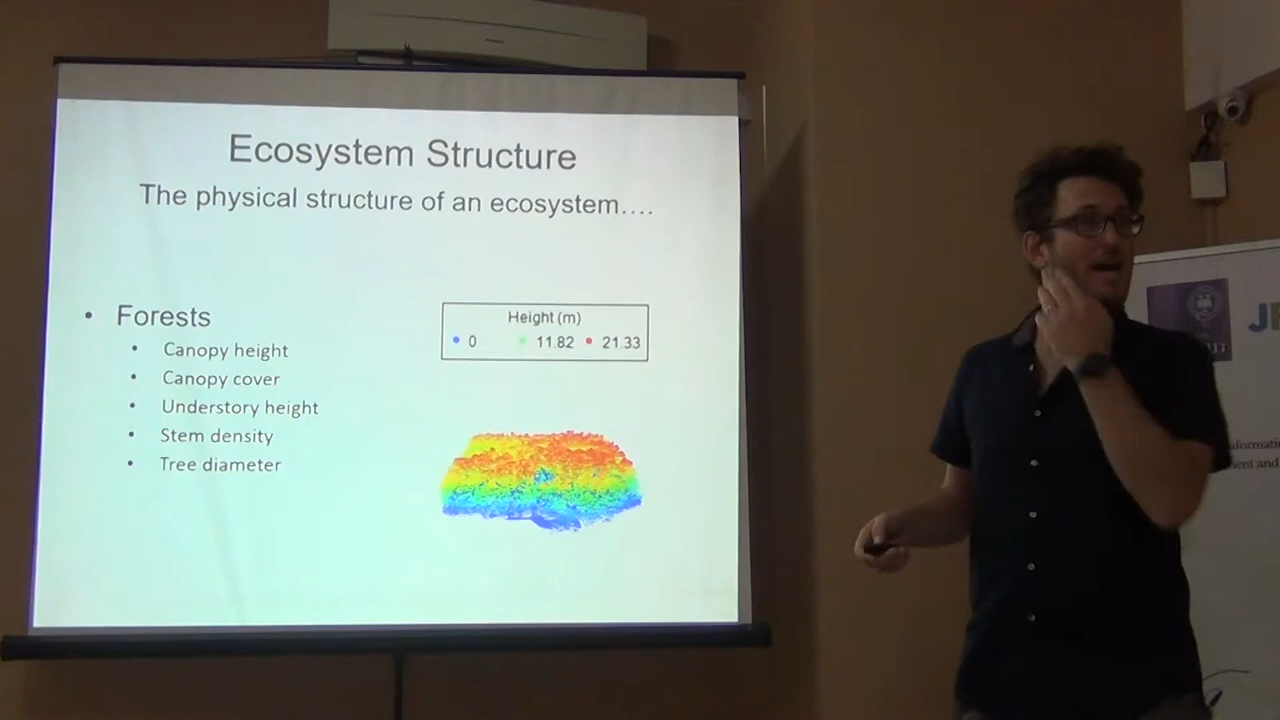 Ecosystem Structure
The physical structure of an ecosystem....
• Forests
• Canopy height
• Canopy cover
• Understory height
• Stem density
• Tree diameter
Height (m)
0 11.82 21.33